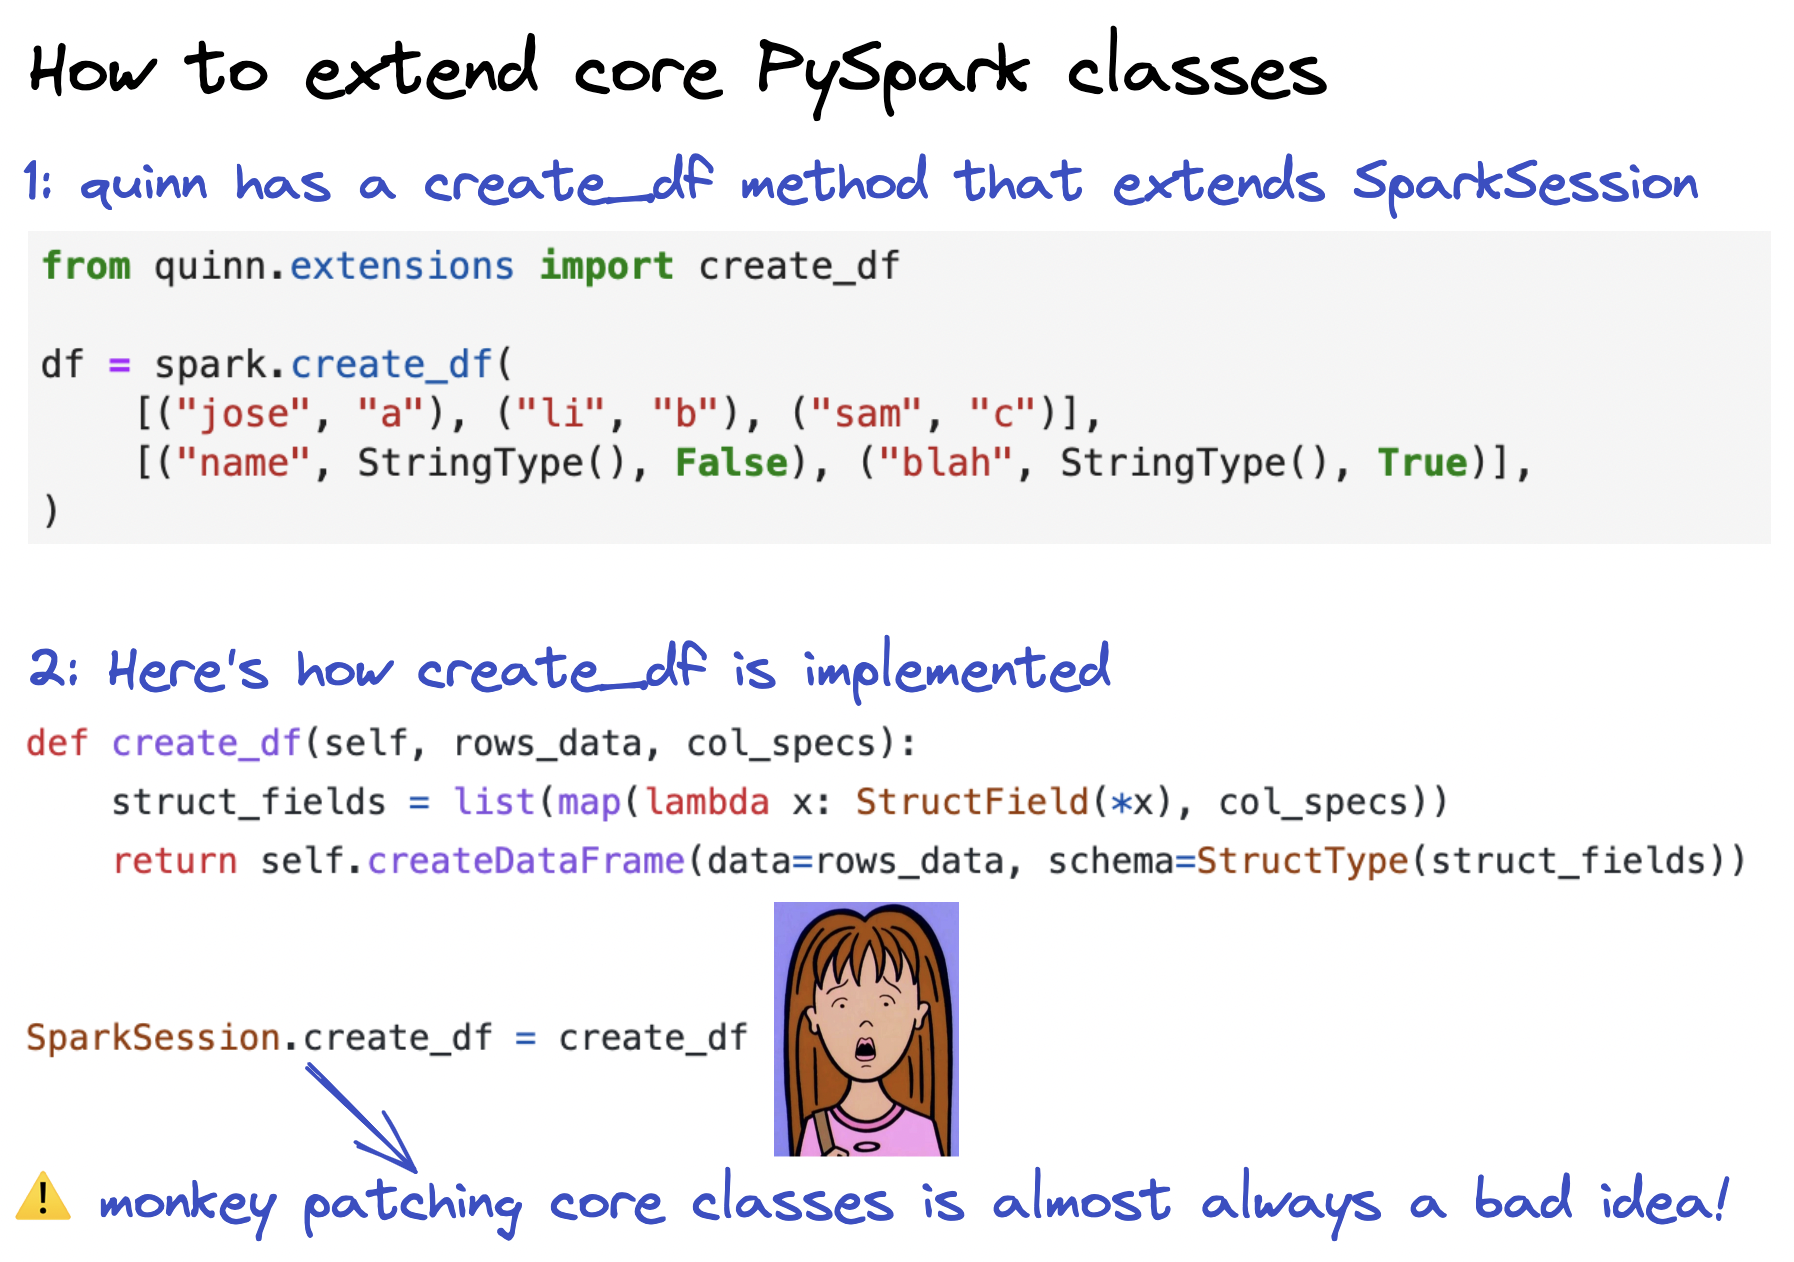 How to extend core PySpark classes
1: quinn has a create_df method that extends SparkSession
from quinn.extensions import create_df
df = spark.create_df(
    [("jose", "a"), ("li", "b"), ("sam", "c")],
    [("name", StringType(), False), ("blah", StringType(), True)],
)
2: Here's how create_df is implemented
def create_df(self, rows_data, col_specs):
    struct_fields = list(map(lambda x: StructField(*x), col_specs))
    return self.createDataFrame(data=rows_data, schema=StructType(struct_fields))
SparkSession.create_df = create_df
⚠️ monkey patching core classes is almost always a bad idea!